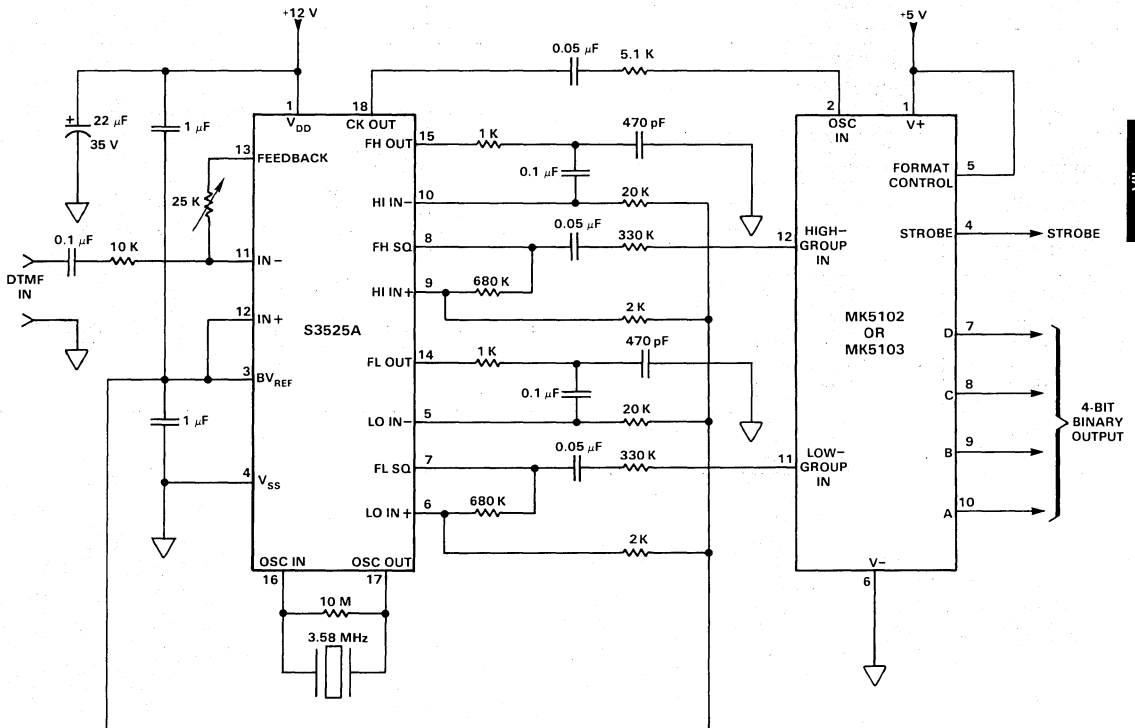 +12 V
+5 V
0.05 μF
5.1 K
22 μF
35 V
+
1 μF
1
V_DD
18
CK OUT
2
OSC
IN
1
V+
13
FEEDBACK
25 K
15
FH OUT
1 K
470 pF
0.1 μF
10
HI IN-
20 K
FORMAT
CONTROL
5
0.1 μF
10 K
DTMF
IN
11
IN-
8
FH SQ
0.05 μF
330 K
12
HIGH-
GROUP
IN
STROBE
4
STROBE
12
IN+
9
HI IN+
680 K
2 K
S3525A
MK5102
OR
MK5103
3
BV_REF
14
FL OUT
1 K
470 pF
0.1 μF
5
LO IN-
20 K
1 μF
4
V_SS
7
FL SQ
0.05 μF
330 K
11
LOW-
GROUP
IN
6
LO IN+
680 K
2 K
D
7
C
8
B
9
A
10
4-BIT
BINARY
OUTPUT
OSC IN
16
OSC OUT
17
10 M
3.58 MHz
V-
6